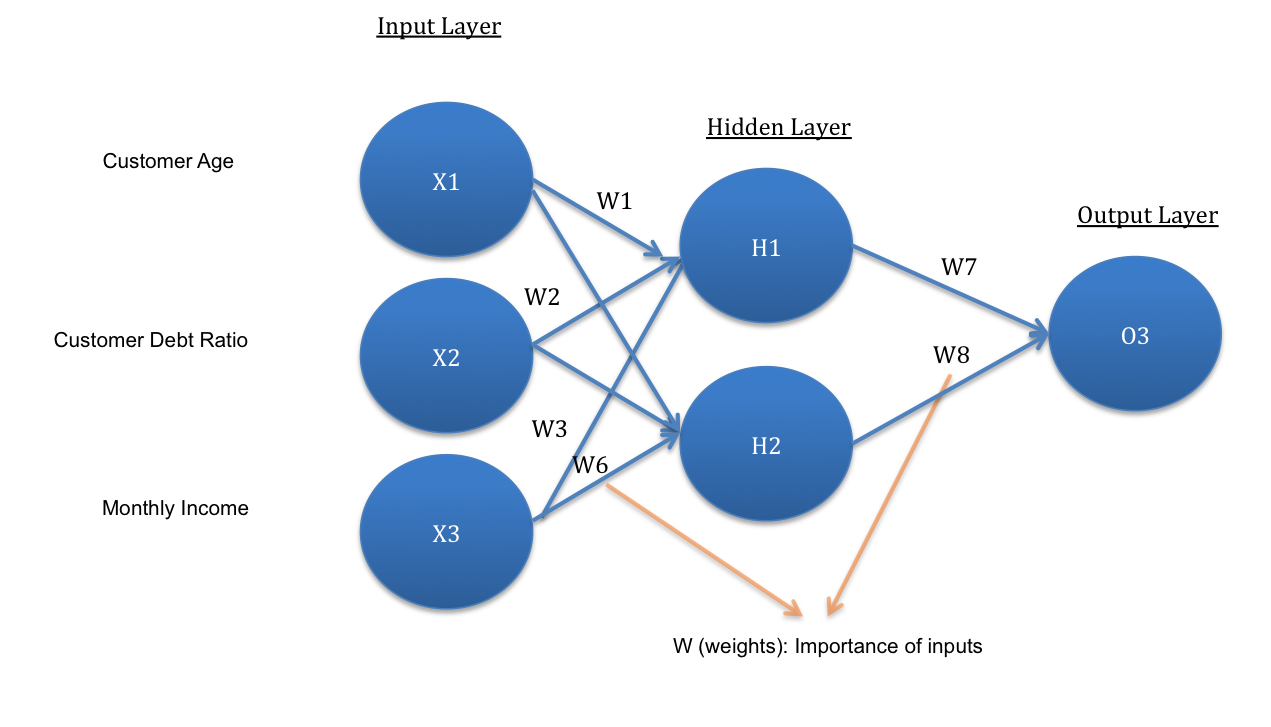 Input Layer
Hidden Layer
Customer Age
X1
W1
Output Layer
H1
W7
W2
Customer Debt Ratio
X2
O3
W8
W3
H2
W6
Monthly Income
X3
W (weights): Importance of inputs